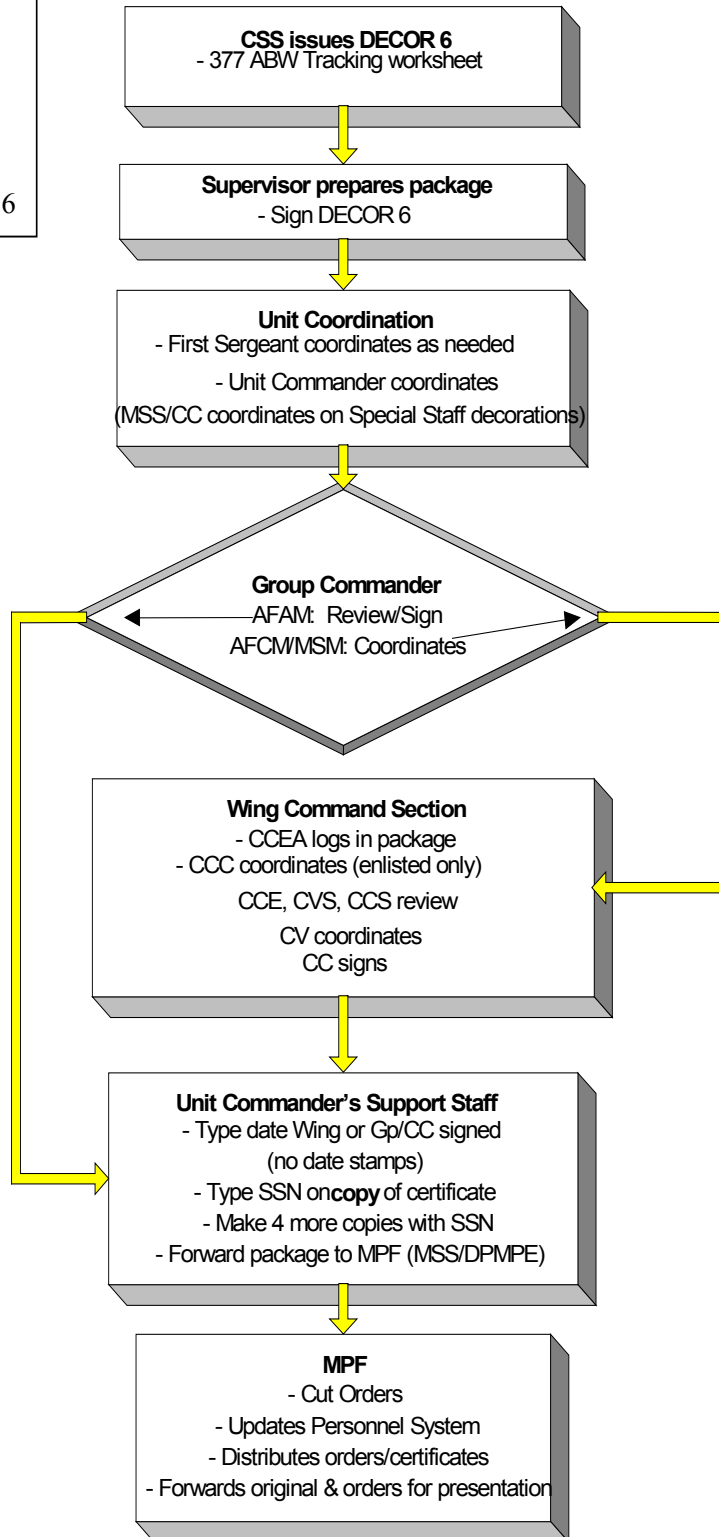 6
CSS issues DECOR 6
- 377 ABW Tracking worksheet
Supervisor prepares package
- Sign DECOR 6
Unit Coordination
- First Sergeant coordinates as needed
- Unit Commander coordinates
(MSS/CC coordinates on Special Staff decorations)
Group Commander
AFAM:  Review/Sign
AFCM/MSM: Coordinates
Wing Command Section
- CCEA logs in package
- CCC coordinates (enlisted only)
CCE, CVS, CCS review
CV coordinates
CC signs
Unit Commander's Support Staff
- Type date Wing or Gp/CC signed
(no date stamps)
- Type SSN on copy of certificate
- Make 4 more copies with SSN
- Forward package to MPF (MSS/DPMPE)
MPF
- Cut Orders
- Updates Personnel System
- Distributes orders/certificates
- Forwards original & orders for presentation